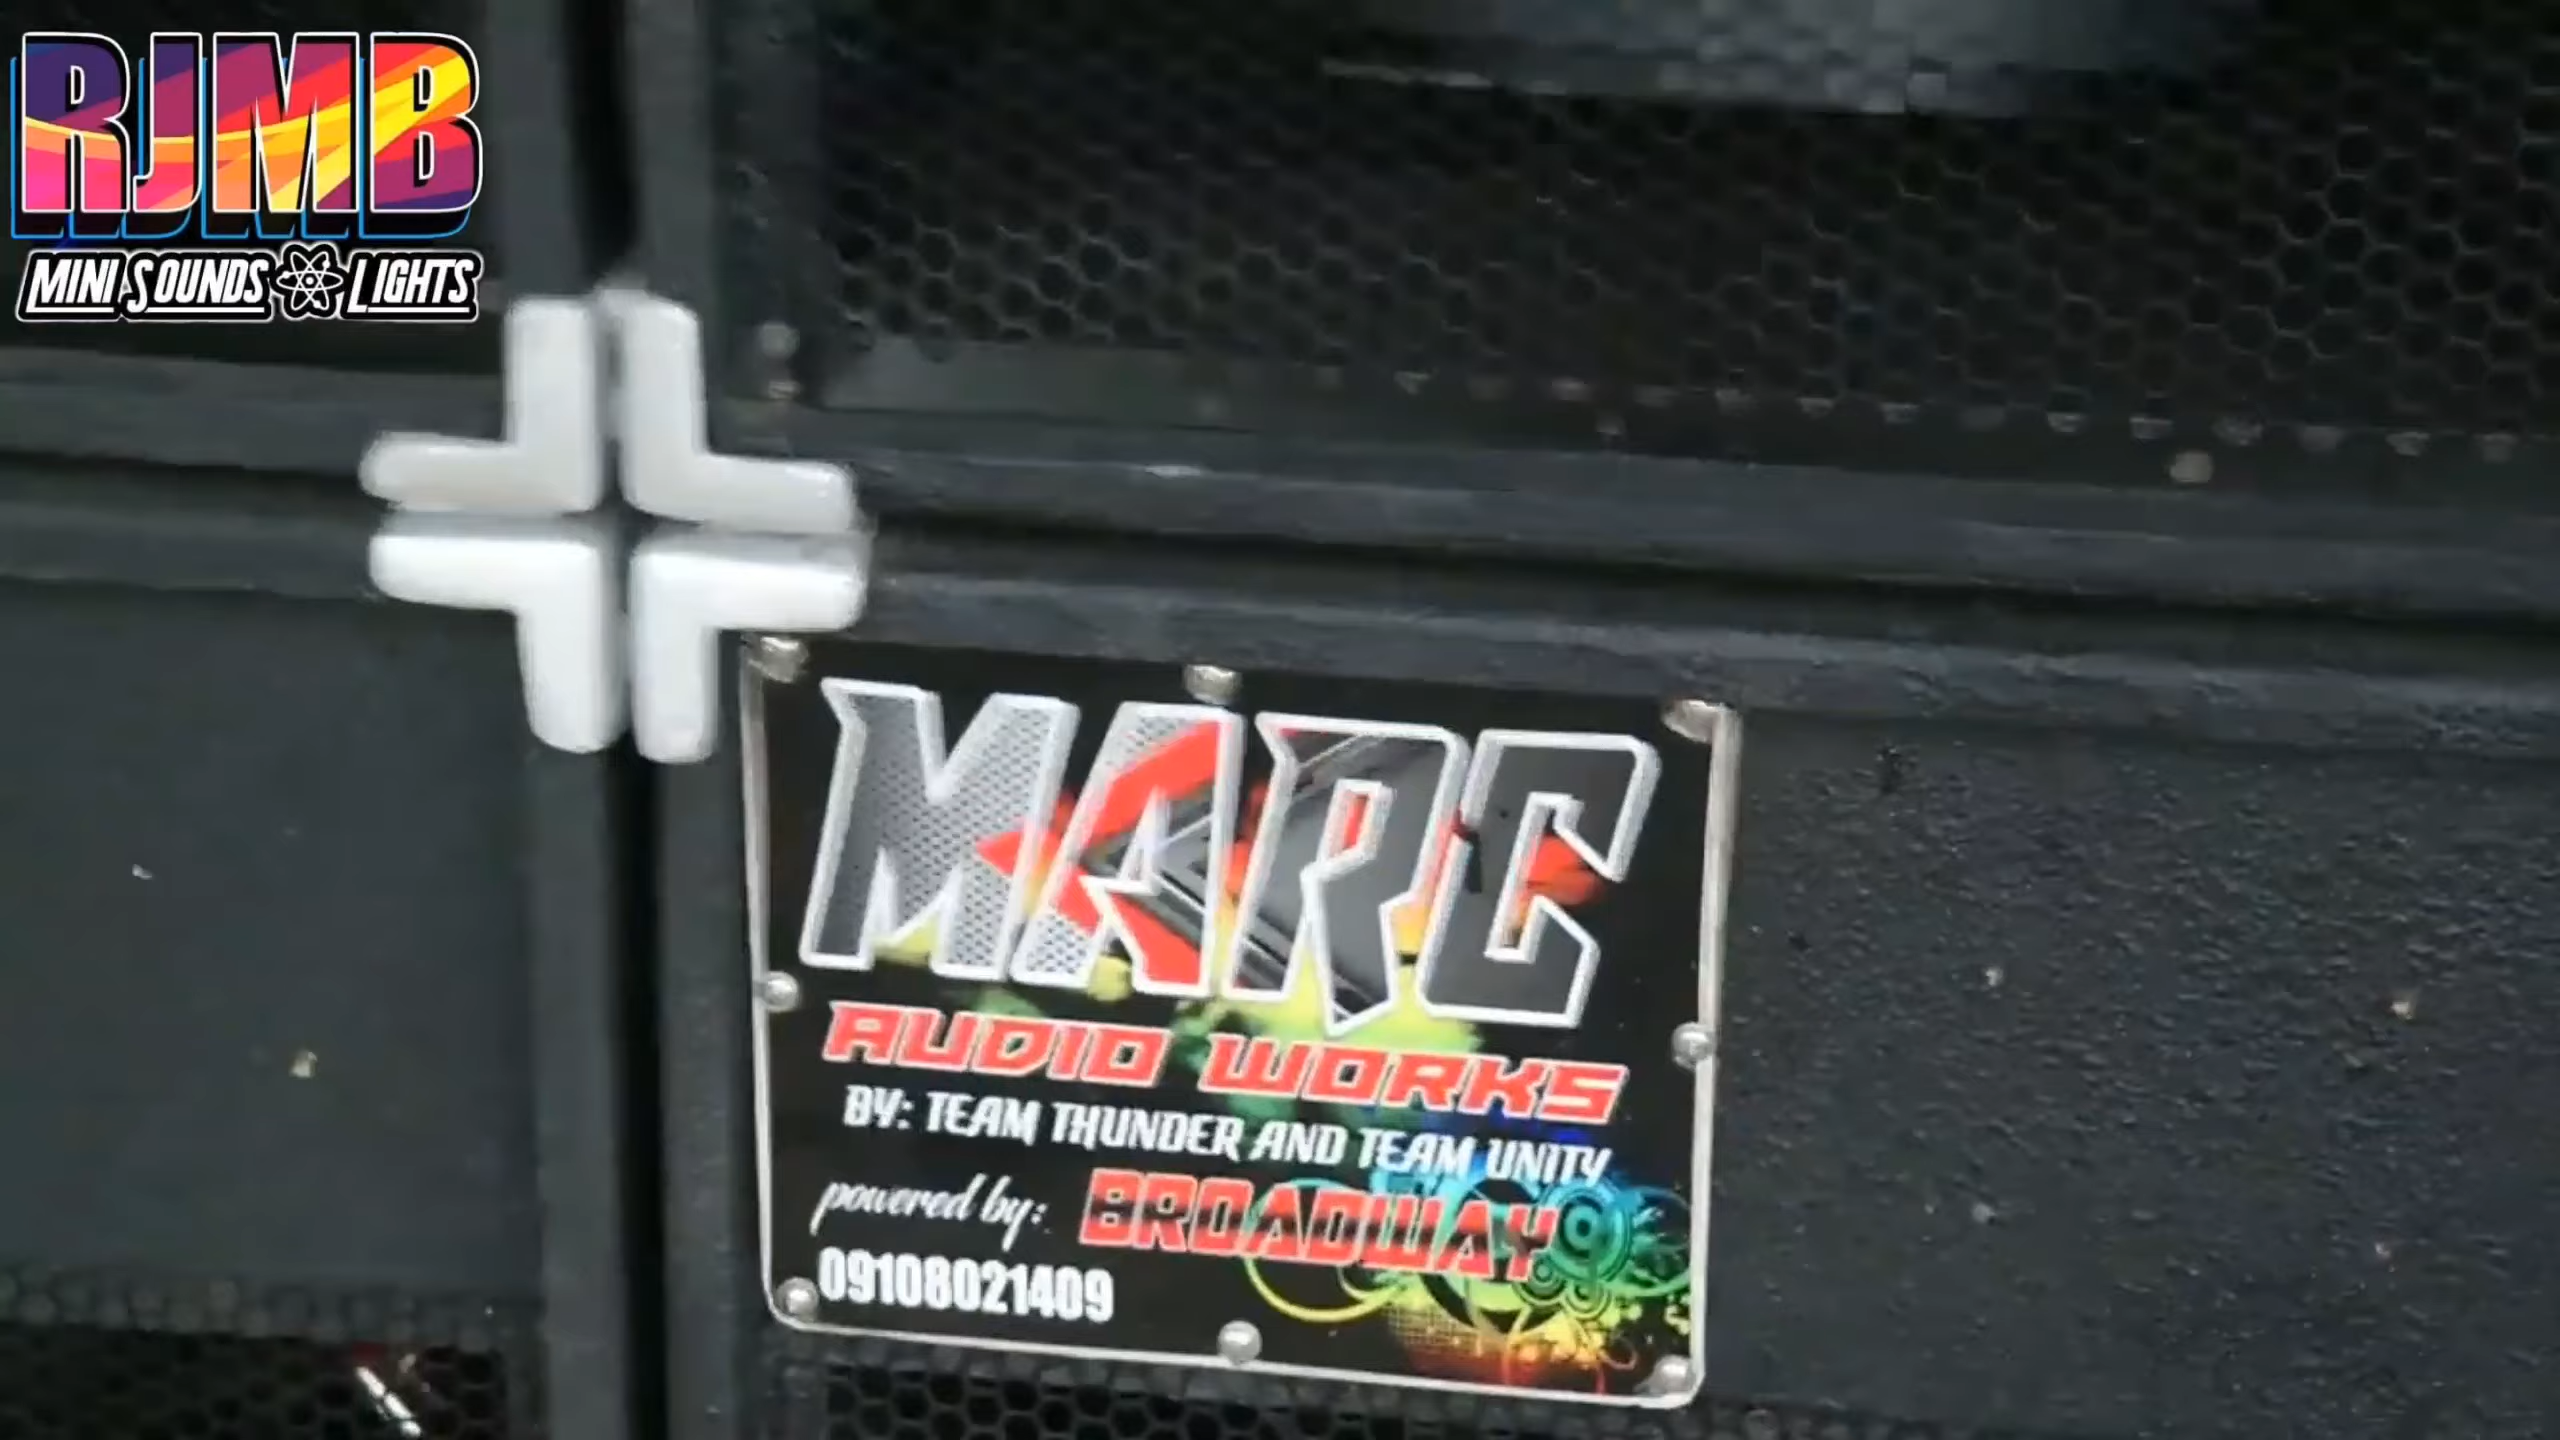 RJMB
MINI SOUNDS LIGHTS
MARC
AUDIO WORKS
BY: TEAM THUNDER AND TEAM UNITY
powered by: BROADWAY
09108021409